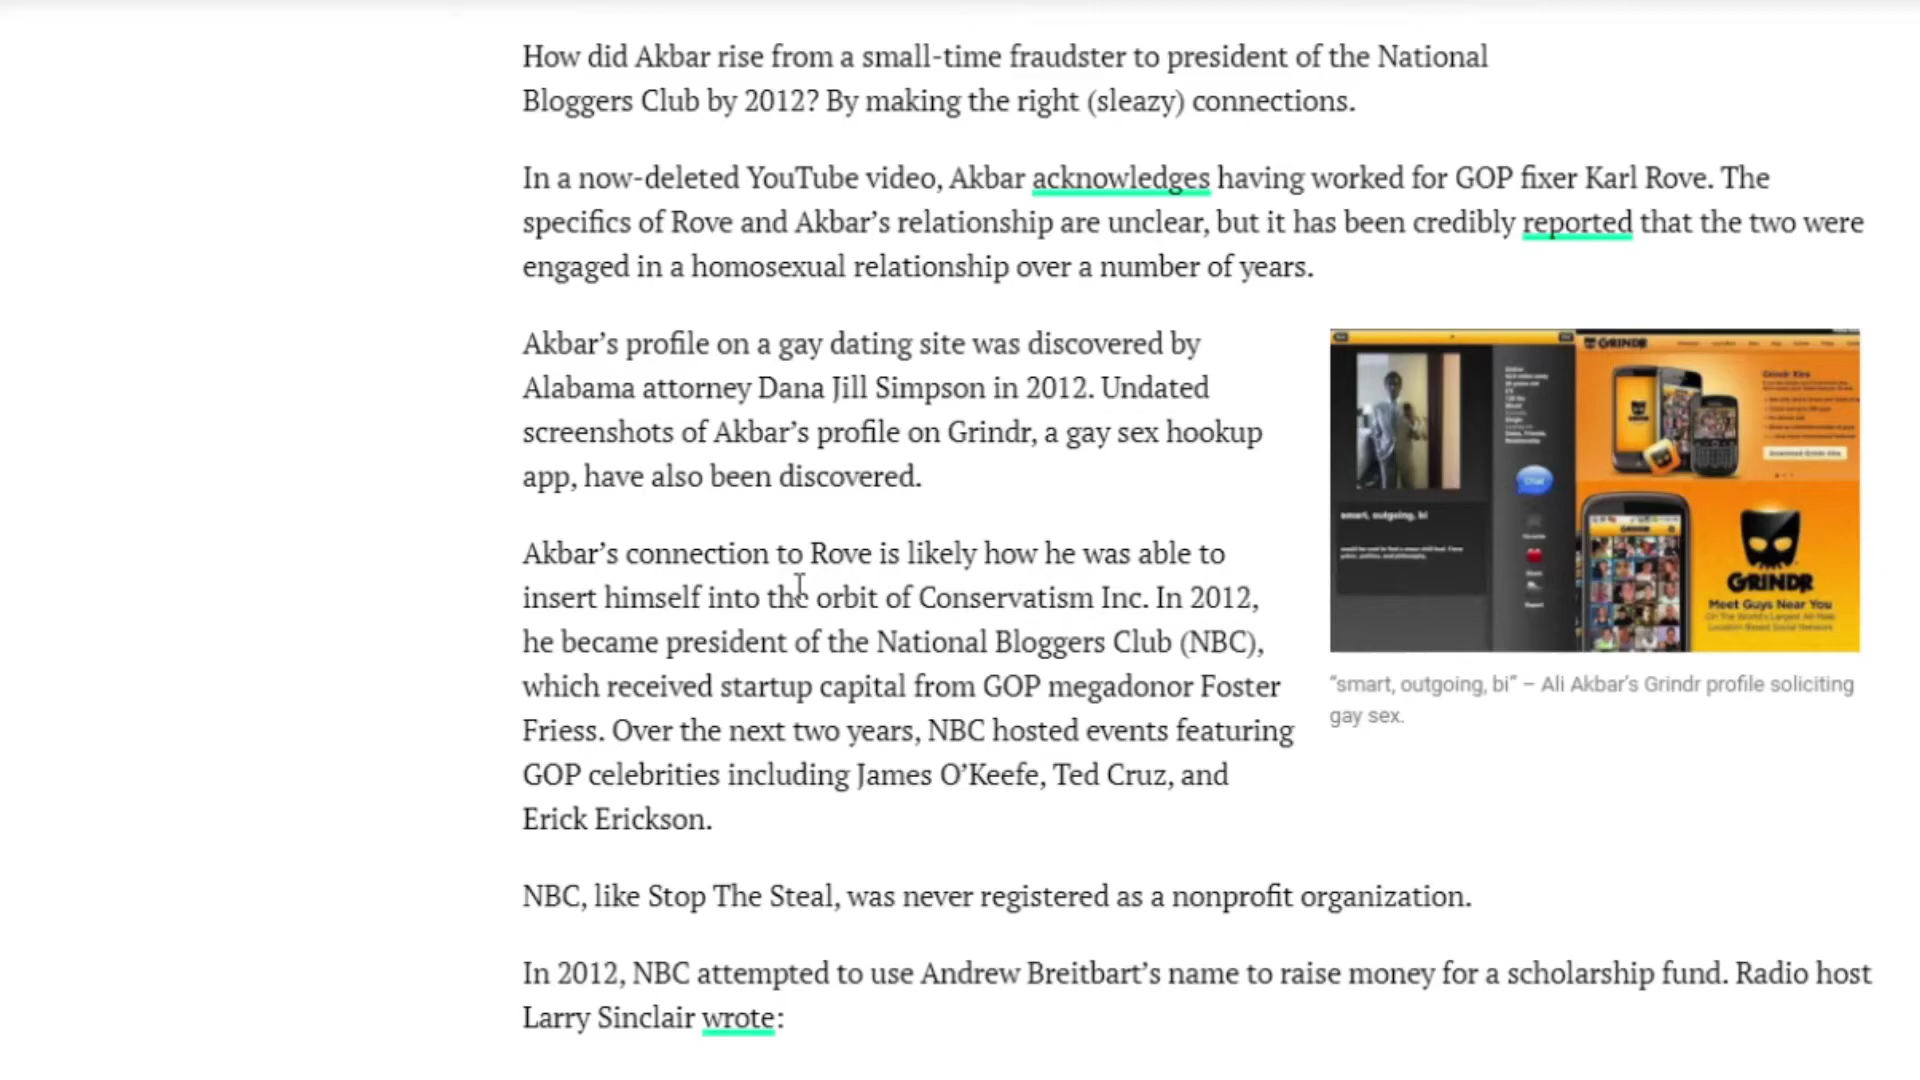 How did Akbar rise from a small-time fraudster to president of the National
Bloggers Club by 2012? By making the right (sleazy) connections.
In a now-deleted YouTube video, Akbar acknowledges having worked for GOP fixer Karl Rove. The
specifics of Rove and Akbar’s relationship are unclear, but it has been credibly reported that the two were
engaged in a homosexual relationship over a number of years.
Akbar’s profile on a gay dating site was discovered by
Alabama attorney Dana Jill Simpson in 2012. Undated
screenshots of Akbar’s profile on Grindr, a gay sex hookup
app, have also been discovered.
Akbar’s connection to Rove is likely how he was able to
insert himself into the orbit of Conservatism Inc. In 2012,
he became president of the National Bloggers Club (NBC),
which received startup capital from GOP megadonor Foster
Friess. Over the next two years, NBC hosted events featuring
GOP celebrities including James O’Keefe, Ted Cruz, and
Erick Erickson.
GRINDR
Grindr Xtra
smart, outgoing, bi
Chat
GRINDR
Meet Guys Near You
“smart, outgoing, bi” – Ali Akbar’s Grindr profile soliciting
gay sex.
NBC, like Stop The Steal, was never registered as a nonprofit organization.
In 2012, NBC attempted to use Andrew Breitbart’s name to raise money for a scholarship fund. Radio host
Larry Sinclair wrote: